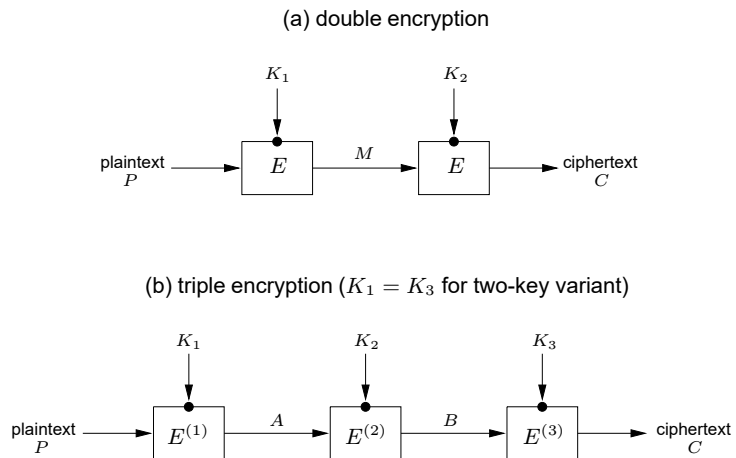 (a) double encryption
K₁ K₂
plaintext
P
E
M
E
ciphertext
C
(b) triple encryption (K₁ = K₃ for two-key variant)
K₁ K₂ K₃
plaintext
P
E⁽¹⁾
A
E⁽²⁾
B
E⁽³⁾
ciphertext
C